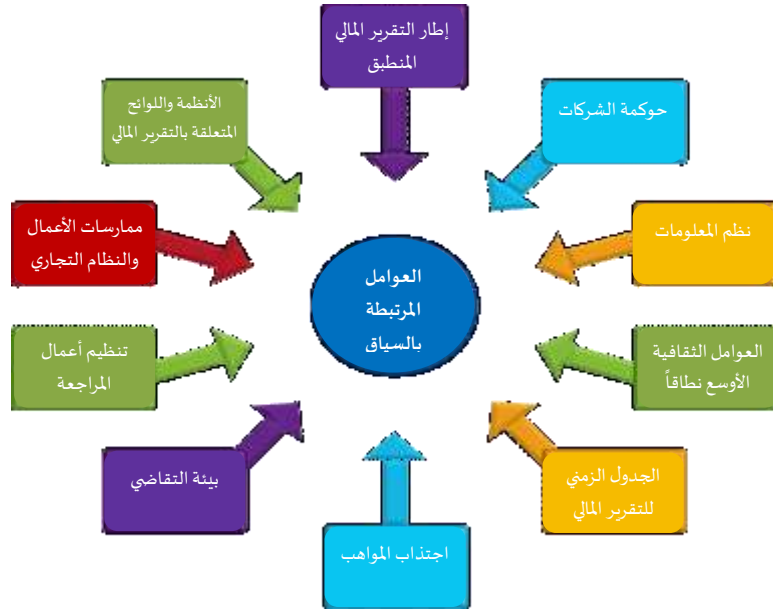 إطار التقرير المالي
المنطبق
حوكمة الشركات
نظم المعلومات
العوامل الثقافية
الأوسع نطاقاً
الجدول الزمني
للتقرير المالي
اجتذاب المواهب
بيئة التقاضي
تنظيم أعمال
المراجعة
ممارسات الأعمال
والنظام التجاري
الأنظمة واللوائح
المتعلقة بالتقرير المالي
العوامل
المرتبطة
بالسياق